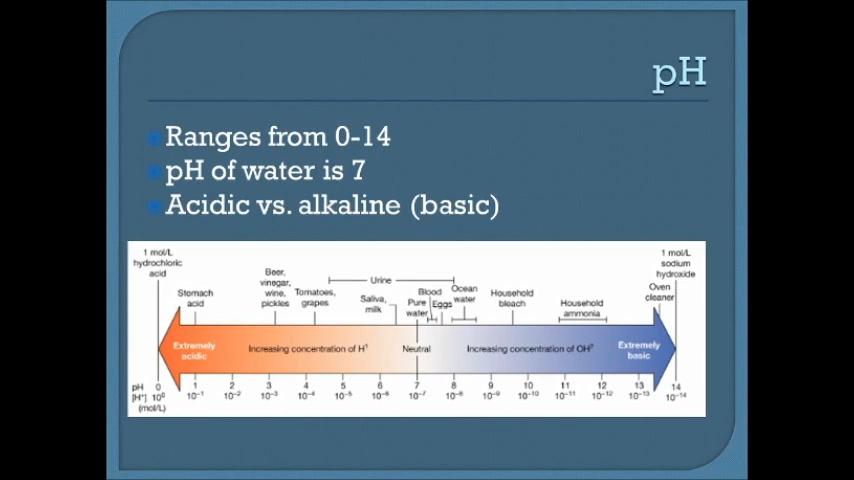 pH
Ranges from 0-14
pH of water is 7
Acidic vs. alkaline (basic)
1 mol/L
hydrochloric
acid
Stomach
acid
Beer,
vinegar,
wine,
pickles
Tomatoes,
grapes
Urine
Saliva,
milk
Pure
water
Blood
Eggs
Ocean
water
Household
bleach
Household
ammonia
Oven
cleaner
1 mol/L
sodium
hydroxide
Extremely
acidic
Increasing concentration of H¹
Neutral
Increasing concentration of OH²
Extremely
basic
pH 0 1 2 3 4 5 6 7 8 9 10 11 12 13 14
[H⁺] 10⁰ 10⁻¹ 10⁻² 10⁻³ 10⁻⁴ 10⁻⁵ 10⁻⁶ 10⁻⁷ 10⁻⁸ 10⁻⁹ 10⁻¹⁰ 10⁻¹¹ 10⁻¹² 10⁻¹³ 10⁻¹⁴
(mol/L)